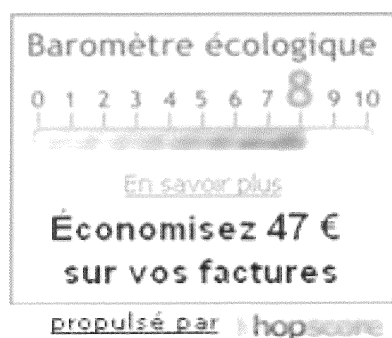 Baromètre écologique
0 1 2 3 4 5 6 7 8 9 10
En savoir plus
Économisez 47 €
sur vos factures
propulsé par hopscore